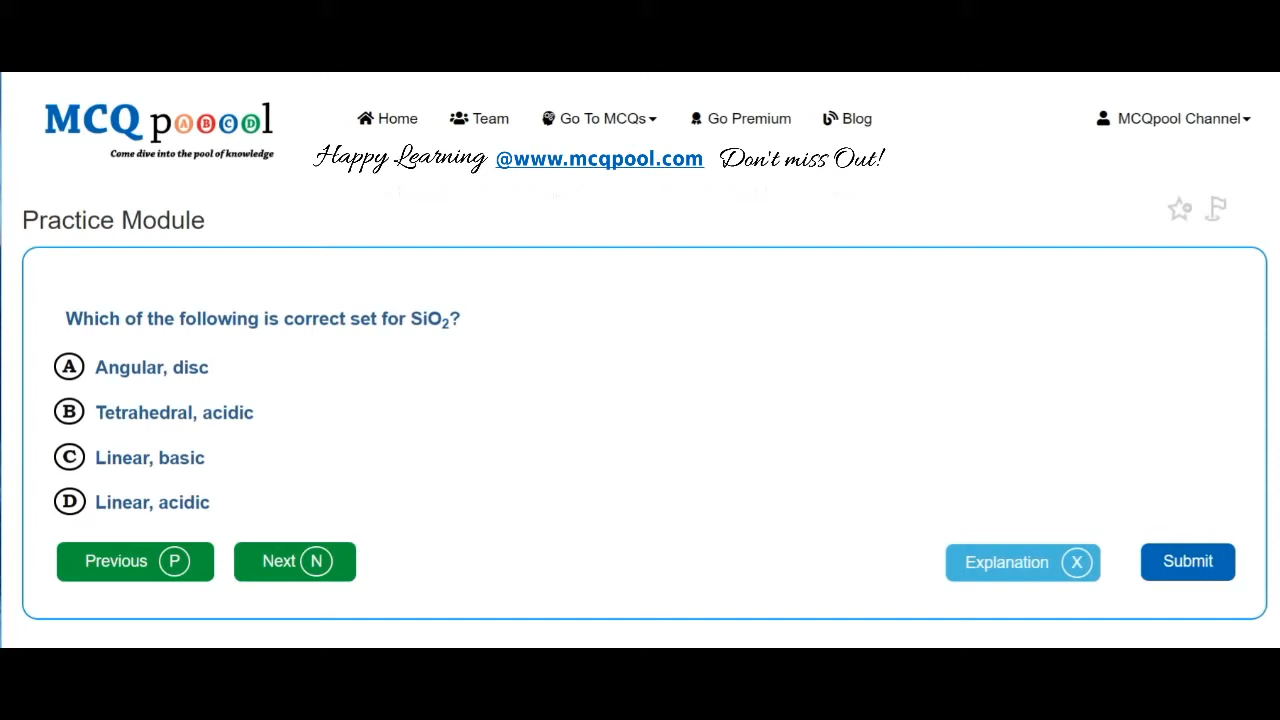 MCQ pABCDl
Come dive into the pool of knowledge
Home Team Go To MCQs Go Premium Blog MCQpool Channel
Happy Learning @www.mcqpool.com Don't miss Out!
Practice Module
Which of the following is correct set for SiO₂?
A Angular, disc
B Tetrahedral, acidic
C Linear, basic
D Linear, acidic
Previous P Next N Explanation X Submit